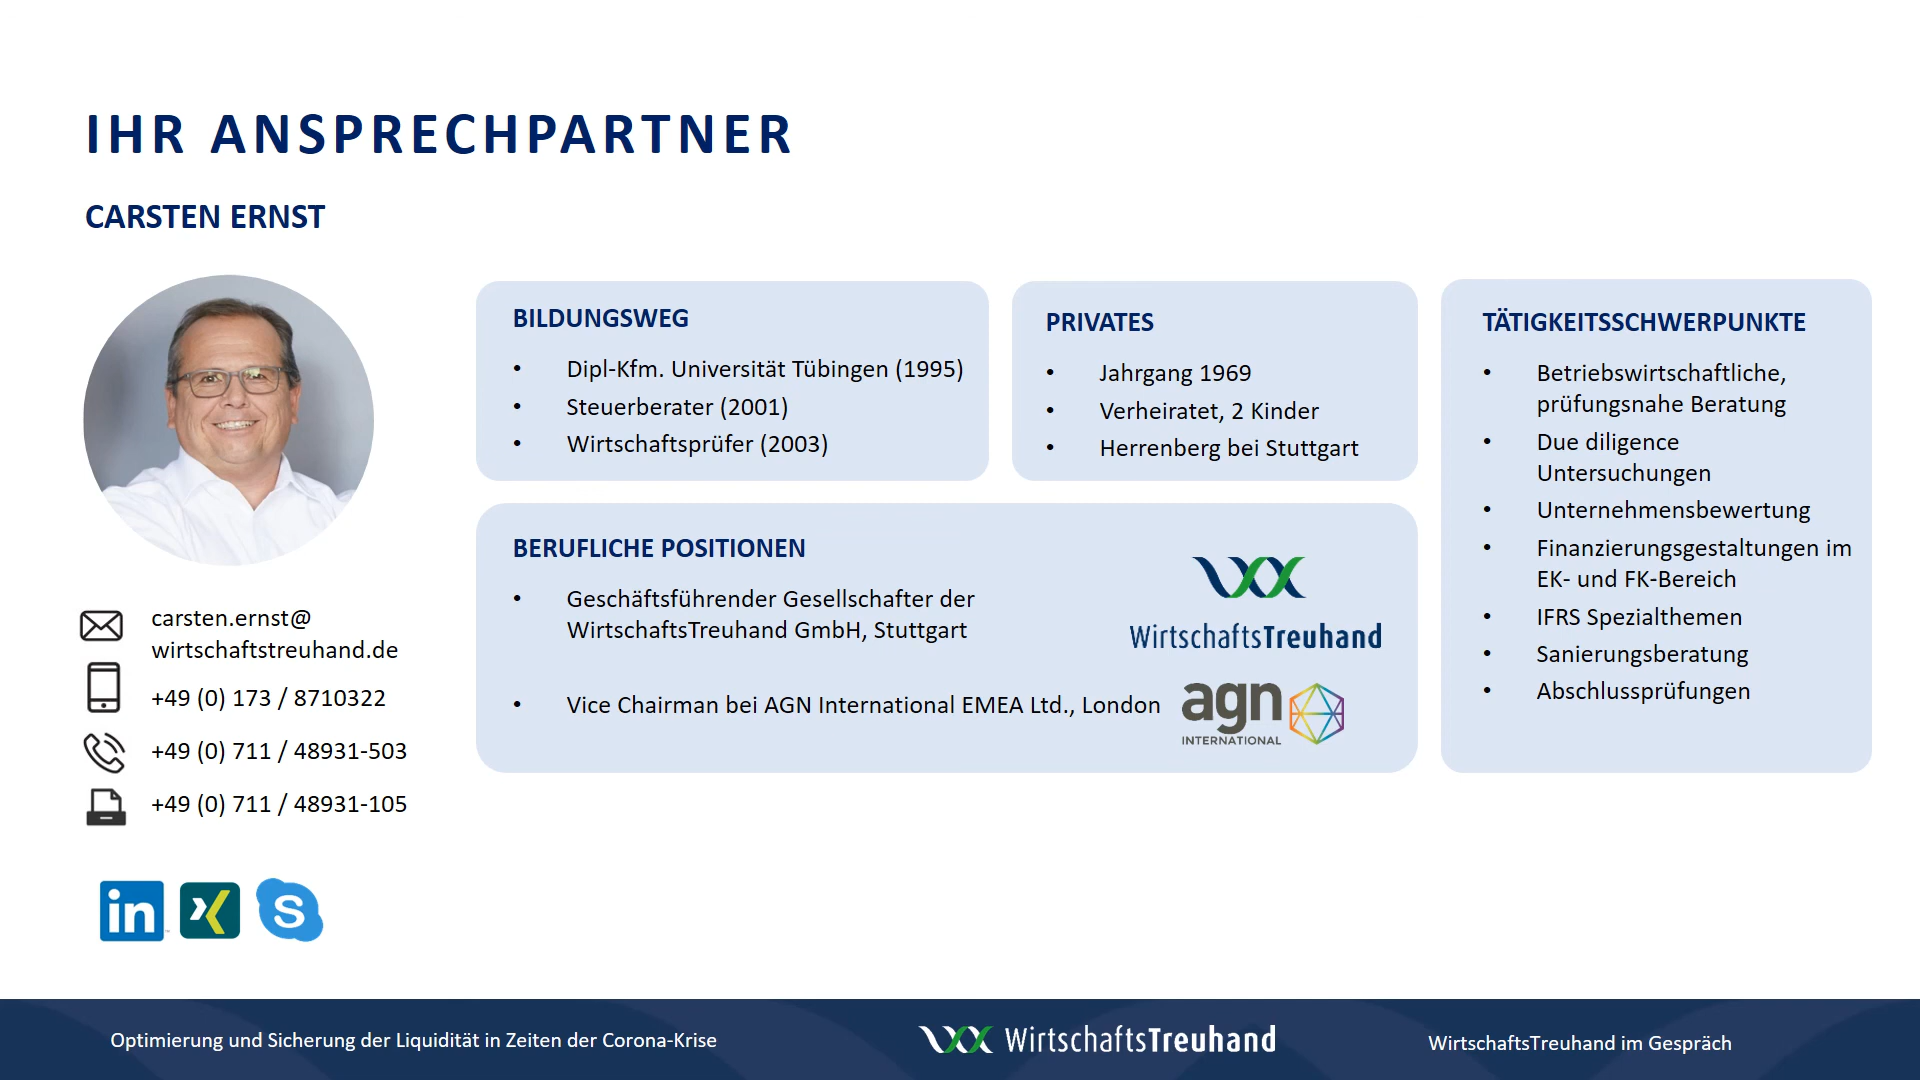 IHR ANSPRECHPARTNER
CARSTEN ERNST
carsten.ernst@
wirtschaftstreuhand.de
+49 (0) 173 / 8710322
+49 (0) 711 / 48931-503
+49 (0) 711 / 48931-105
in
S
BILDUNGSWEG
• Dipl-Kfm. Universität Tübingen (1995)
• Steuerberater (2001)
• Wirtschaftsprüfer (2003)
PRIVATES
• Jahrgang 1969
• Verheiratet, 2 Kinder
• Herrenberg bei Stuttgart
BERUFLICHE POSITIONEN
• Geschäftsführender Gesellschafter der
WirtschaftsTreuhand GmbH, Stuttgart
WirtschaftsTreuhand
• Vice Chairman bei AGN International EMEA Ltd., London
agn
INTERNATIONAL
TÄTIGKEITSSCHWERPUNKTE
• Betriebswirtschaftliche,
prüfungsnahe Beratung
• Due diligence
Untersuchungen
• Unternehmensbewertung
• Finanzierungsgestaltungen im
EK- und FK-Bereich
• IFRS Spezialthemen
• Sanierungsberatung
• Abschlussprüfungen
Optimierung und Sicherung der Liquidität in Zeiten der Corona-Krise
WirtschaftsTreuhand
WirtschaftsTreuhand im Gespräch